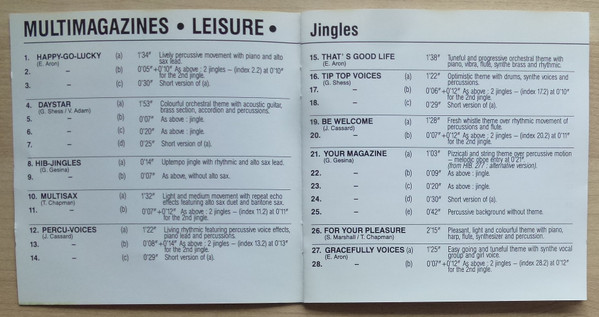 MULTIMAGAZINES • LEISURE •
1. HAPPY-GO-LUCKY (a) 1'34" Lively percussive movement with piano and alto
(E. Aron) sax lead.
2. – (b) 0'05"+0'10" As above : 2 jingles – (index 2.2) at 0'10"
for the 2nd jingle.
3. – (c) 0'30" Short version of (a).
4. DAYSTAR (a) 1'53" Colourful orchestral theme with acoustic guitar,
(G. Shess / V. Adam) brass section, accordion and percussions.
5. – (b) 0'07" As above : jingle.
6. – (c) 0'20" As above : jingle.
7. – (d) 0'25" Short version of (a).
8. HIB-JINGLES (a) 0'14" Uptempo jingle with rhythmic and alto sax lead.
(G. Gesina)
9. – (b) 0'07" As above, without alto sax.
10. MULTISAX (a) 1'32" Light and medium movement with repeat echo
(T. Chapman) effects featuring alto sax duet and baritone sax.
11. – (b) 0'07"+0'12" As above : 2 jingles – (index 11.2) at 0'11"
for the 2nd jingle.
12. PERCU-VOICES (a) 1'22" Living rhythmic featuring percussive voice effects,
(J. Cassard) piano lead and percussions.
13. – (b) 0'08"+0'14" As above : 2 jingles – (index 13.2) at 0'13"
for the 2nd jingle.
14. – (c) 0'29" Short version of (a).
Jingles
15. THAT'S GOOD LIFE 1'38" Tuneful and progressive orchestral theme with
(E. Aron) piano, vibra, flute, synthe brass and rhythmic.
16. TIP TOP VOICES (a) 1'22" Optimistic theme with drums, synthe voices and
(G. Shess) percussions.
17. – (b) 0'06"+0'12" As above : 2 jingles – (index 17.2) at 0'10"
for the 2nd jingle.
18. – (c) 0'29" Short version of (a).
19. BE WELCOME (a) 1'28" Fresh whistle theme over rhythmic movement of
(J. Cassard) percussions and flute.
20. – (b) 0'07"+0'12" As above : 2 jingles – (index 20.2) at 0'11"
for the 2nd jingle.
21. YOUR MAGAZINE (a) 1'03" Pizzicati and string theme over percussive motion
(G. Gesina) – melodic oboe entry at 0'21".
(from HIB. 277 : alternative version).
22. – (b) 0'09" As above : jingle.
23. – (c) 0'20" As above : jingle.
24. – (d) 0'30" Short version of (a).
25. – (e) 0'42" Percussive background without theme.
26. FOR YOUR PLEASURE 2'15" Pleasant, light and colourful theme with piano,
(S. Marshall / T. Chapman) harp, flute, synthesizer and percussion.
27. GRACEFULLY VOICES (a) 1'25" Easy going and tuneful theme with synthe vocal
(E. Aron) group and girl voice.
28. – (b) 0'07"+0'12" As above : 2 jingles – (index 28.2) at 0'12"
for the 2nd jingle.